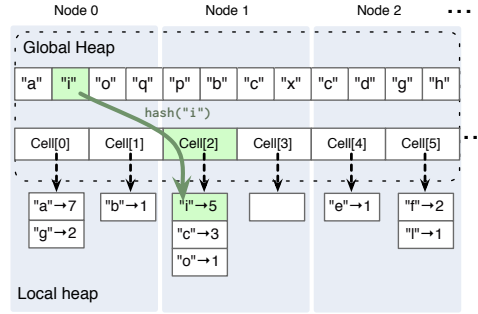 Node 0 Node 1 Node 2 ...
Global Heap
"a" "i" "o" "q" "p" "b" "c" "x" "c" "d" "g" "h"
hash("i")
Cell[0] Cell[1] Cell[2] Cell[3] Cell[4] Cell[5] ..
"a"→7 "b"→1 "i"→5 "e"→1 "f"→2
"g"→2 "c"→3 "l"→1
"o"→1
Local heap